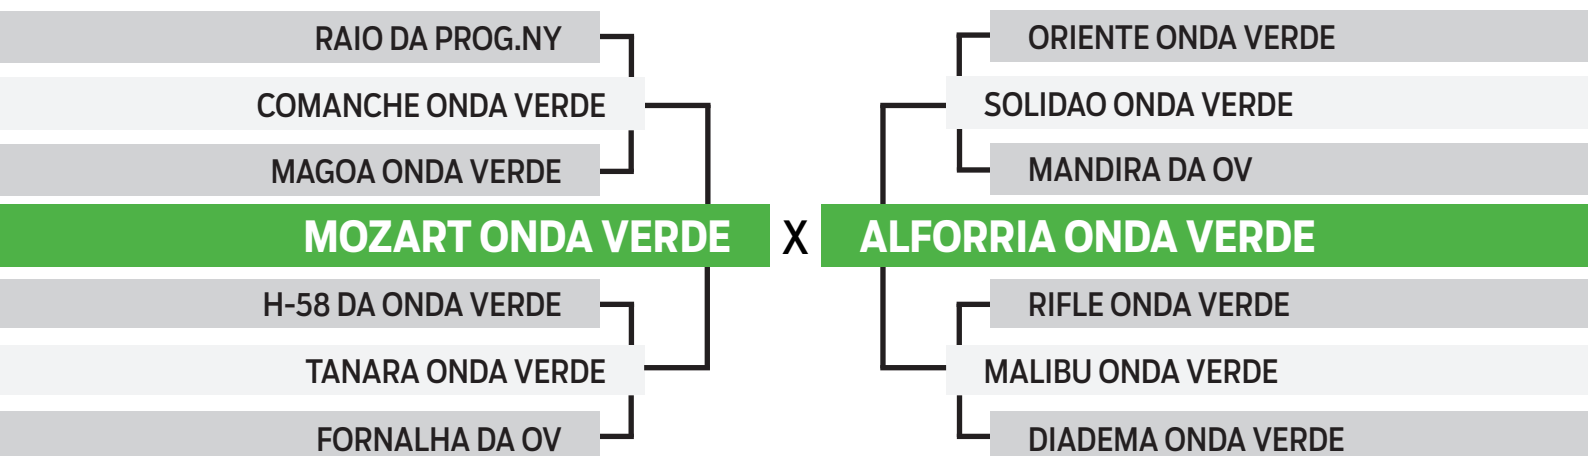 RAIO DA PROG.NY
COMANCHE ONDA VERDE
MAGOA ONDA VERDE
MOZART ONDA VERDE
H-58 DA ONDA VERDE
TANARA ONDA VERDE
FORNALHA DA OV
X
ORIENTE ONDA VERDE
SOLIDAO ONDA VERDE
MANDIRA DA OV
ALFORRIA ONDA VERDE
RIFLE ONDA VERDE
MALIBU ONDA VERDE
DIADEMA ONDA VERDE